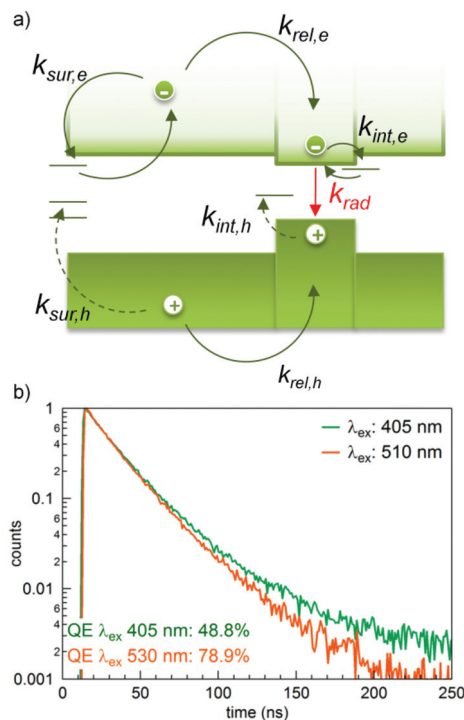 a)
k_rel,e
k_sur,e
k_int,e
k_int,h
k_rad
k_sur,h
k_rel,h
b)
1
0.1
0.01
0.001
counts
λ_ex: 405 nm
λ_ex: 510 nm
QE λ_ex 405 nm: 48.8%
QE λ_ex 530 nm: 78.9%
0 50 100 150 200 250
time (ns)